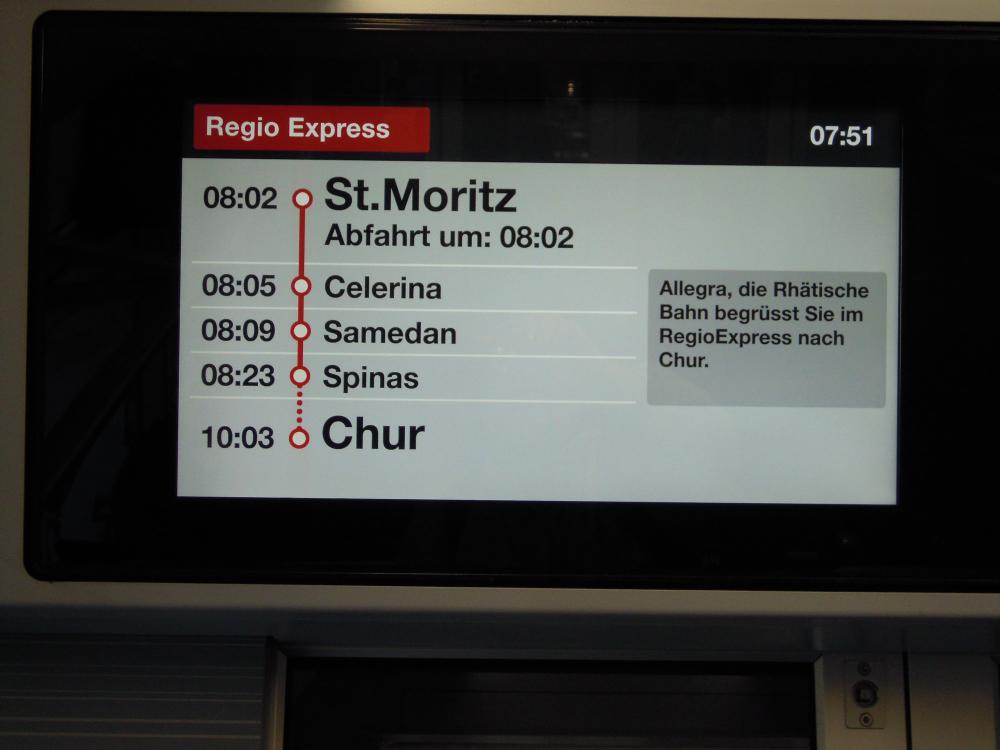 Regio Express
07:51
08:02 St.Moritz
Abfahrt um: 08:02
08:05 Celerina
08:09 Samedan
08:23 Spinas
10:03 Chur
Allegra, die Rhätische
Bahn begrüsst Sie im
RegioExpress nach
Chur.